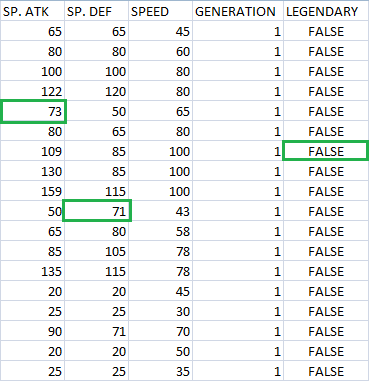 SP. ATK SP. DEF SPEED GENERATION LEGENDARY
65 65 45 1 FALSE
80 80 60 1 FALSE
100 100 80 1 FALSE
122 120 80 1 FALSE
73 50 65 1 FALSE
80 65 80 1 FALSE
109 85 100 1 FALSE
130 85 100 1 FALSE
159 115 100 1 FALSE
50 71 43 1 FALSE
65 80 58 1 FALSE
85 105 78 1 FALSE
135 115 78 1 FALSE
20 20 45 1 FALSE
25 25 30 1 FALSE
90 71 70 1 FALSE
20 20 50 1 FALSE
25 25 35 1 FALSE